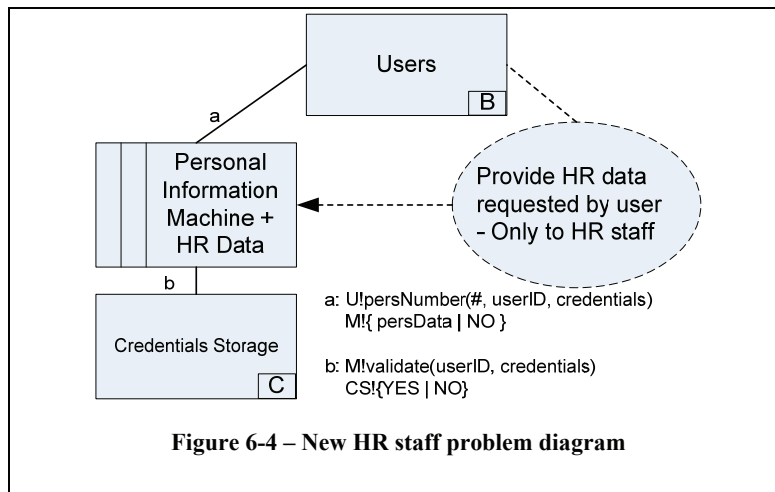 Users
B
a
Personal
Information
Machine +
HR Data
Provide HR data
requested by user
- Only to HR staff
b
Credentials Storage
C
a: U!persNumber(#, userID, credentials)
M!{ persData | NO }
b: M!validate(userID, credentials)
CS!{YES | NO}
Figure 6-4 – New HR staff problem diagram